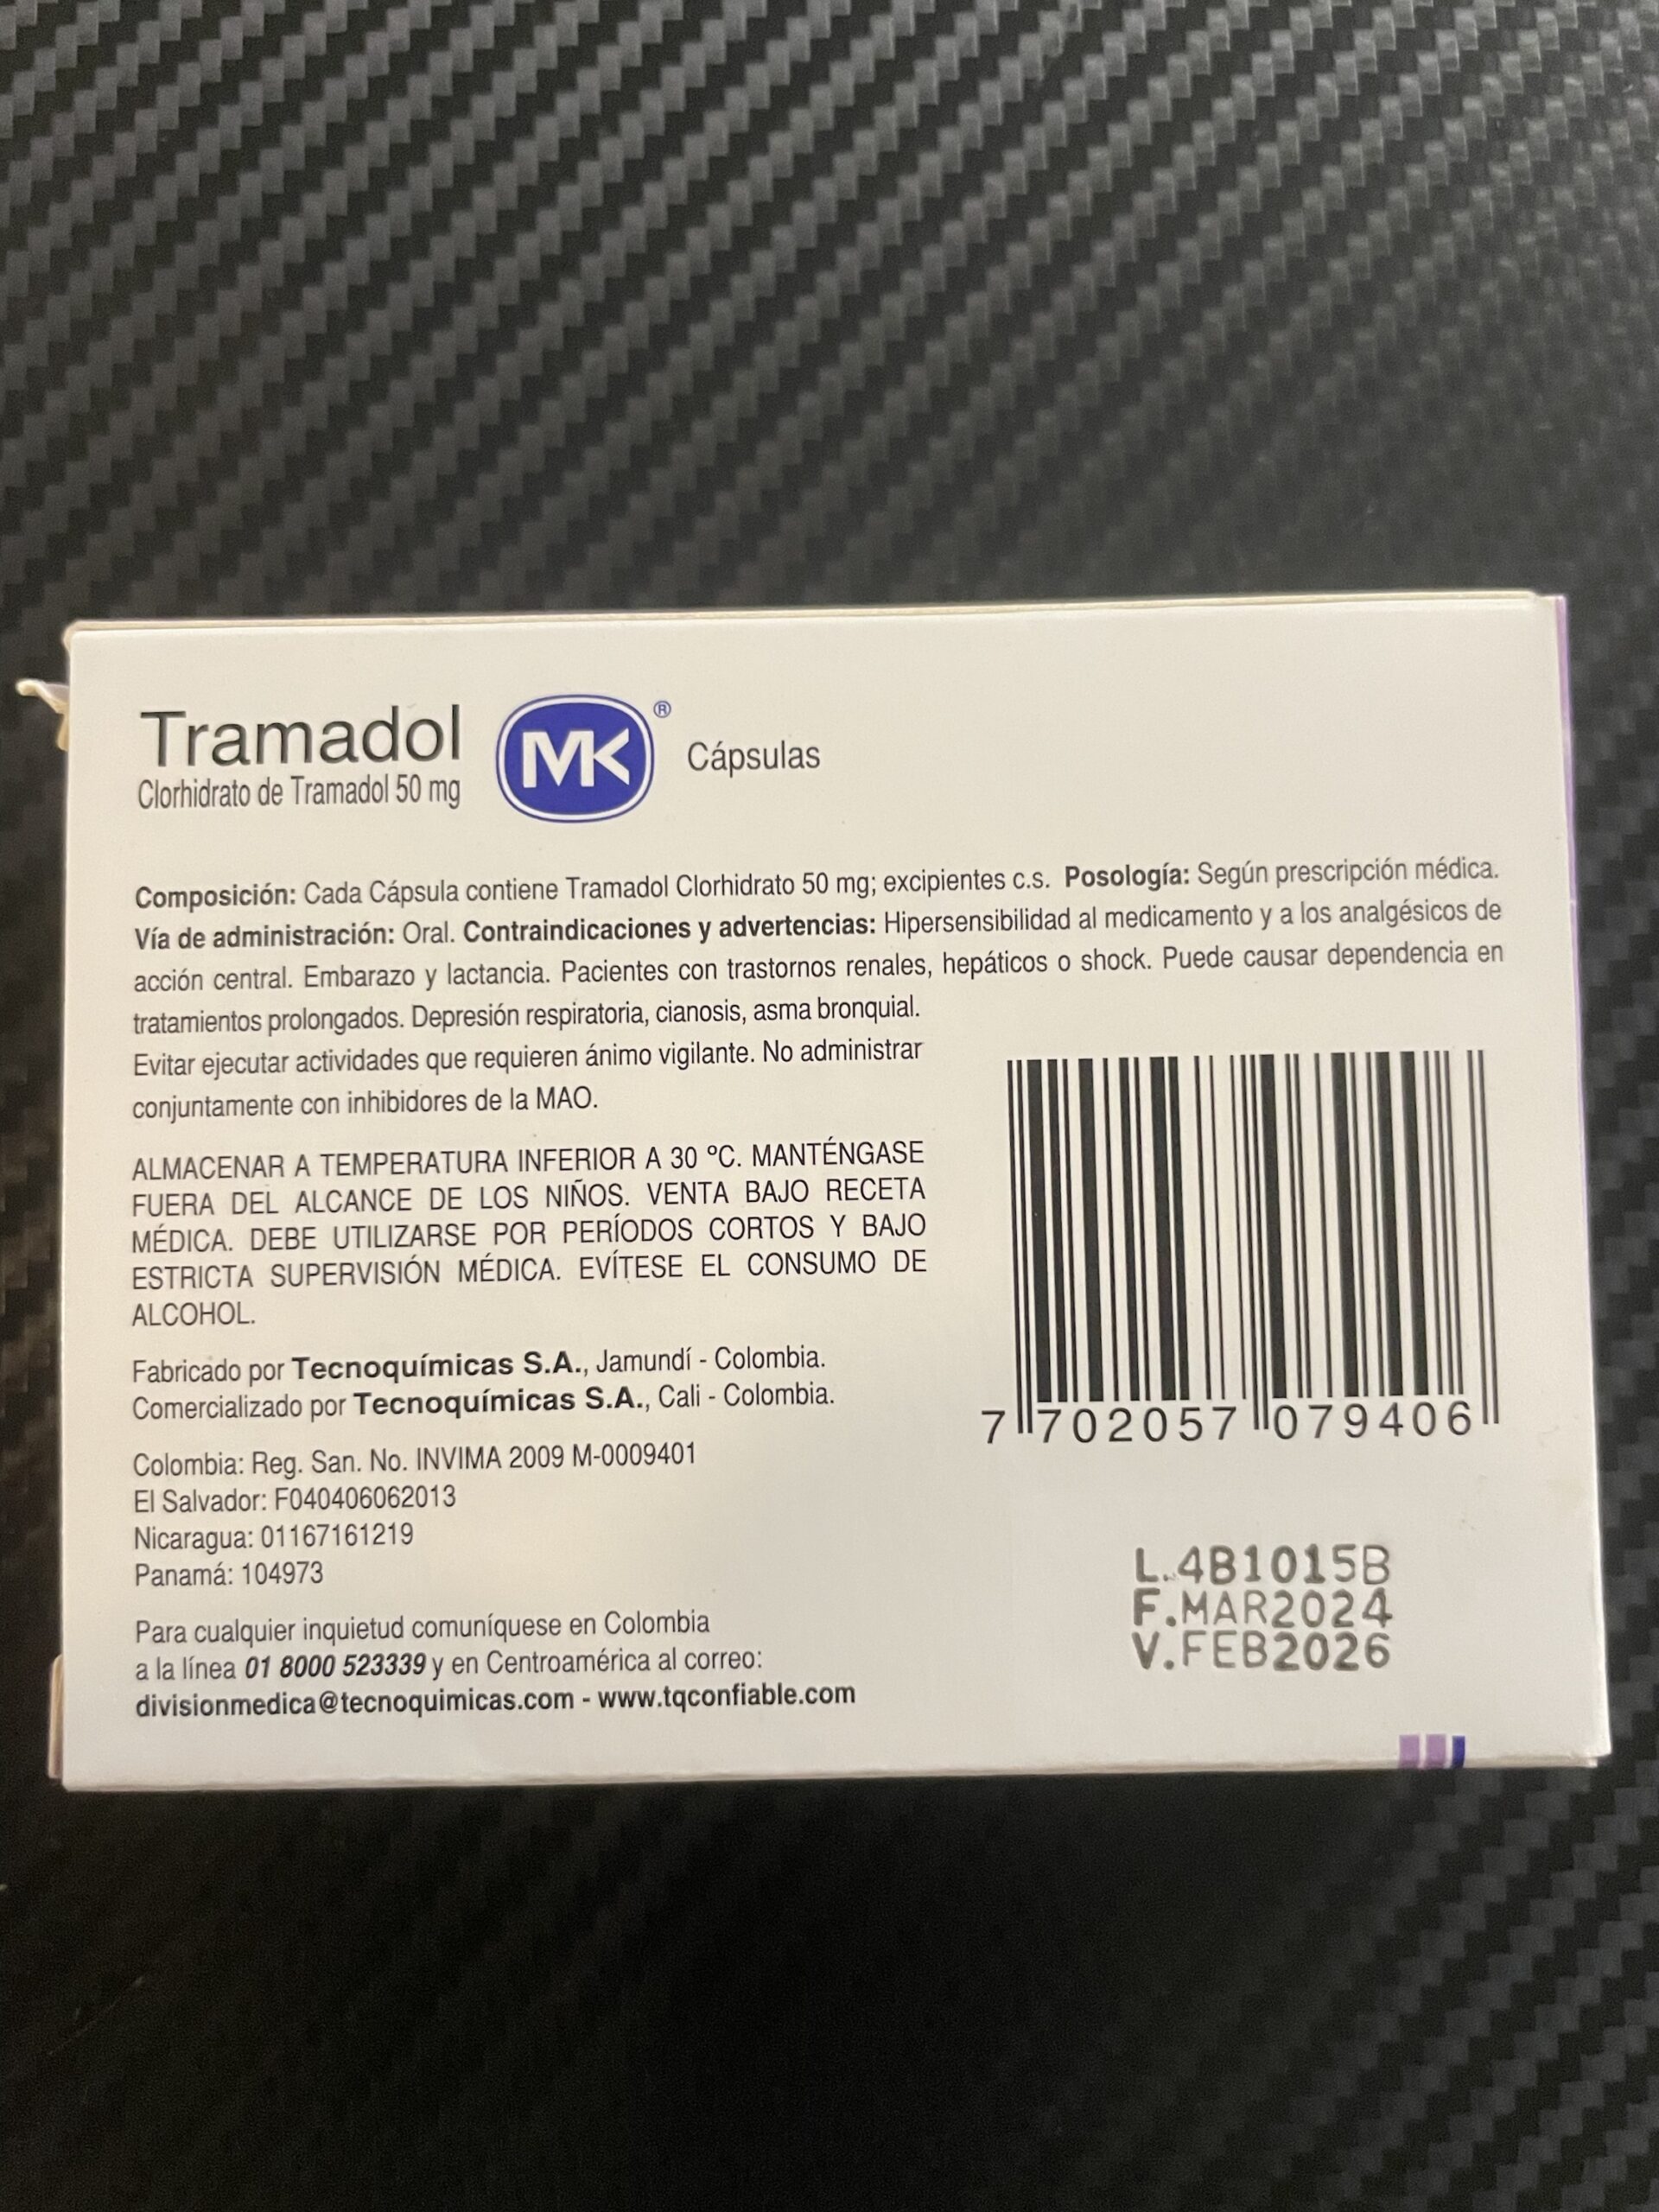 Tramadol
Clorhidrato de Tramadol 50 mg
MK®
Cápsulas
Composición: Cada Cápsula contiene Tramadol Clorhidrato 50 mg; excipientes c.s. Posología: Según prescripción médica.
Vía de administración: Oral. Contraindicaciones y advertencias: Hipersensibilidad al medicamento y a los analgésicos de
acción central. Embarazo y lactancia. Pacientes con trastornos renales, hepáticos o shock. Puede causar dependencia en
tratamientos prolongados. Depresión respiratoria, cianosis, asma bronquial.
Evitar ejecutar actividades que requieren ánimo vigilante. No administrar
conjuntamente con inhibidores de la MAO.
ALMACENAR A TEMPERATURA INFERIOR A 30 ºC. MANTÉNGASE
FUERA DEL ALCANCE DE LOS NIÑOS. VENTA BAJO RECETA
MÉDICA. DEBE UTILIZARSE POR PERÍODOS CORTOS Y BAJO
ESTRICTA SUPERVISIÓN MÉDICA. EVÍTESE EL CONSUMO DE
ALCOHOL.
Fabricado por Tecnoquímicas S.A., Jamundí - Colombia.
Comercializado por Tecnoquímicas S.A., Cali - Colombia.
Colombia: Reg. San. No. INVIMA 2009 M-0009401
El Salvador: F040406062013
Nicaragua: 01167161219
Panamá: 104973
Para cualquier inquietud comuníquese en Colombia
a la línea 01 8000 523339 y en Centroamérica al correo:
divisionmedica@tecnoquimicas.com - www.tqconfiable.com
7 702057 079406
L.4B1015B
F.MAR2024
V.FEB2026